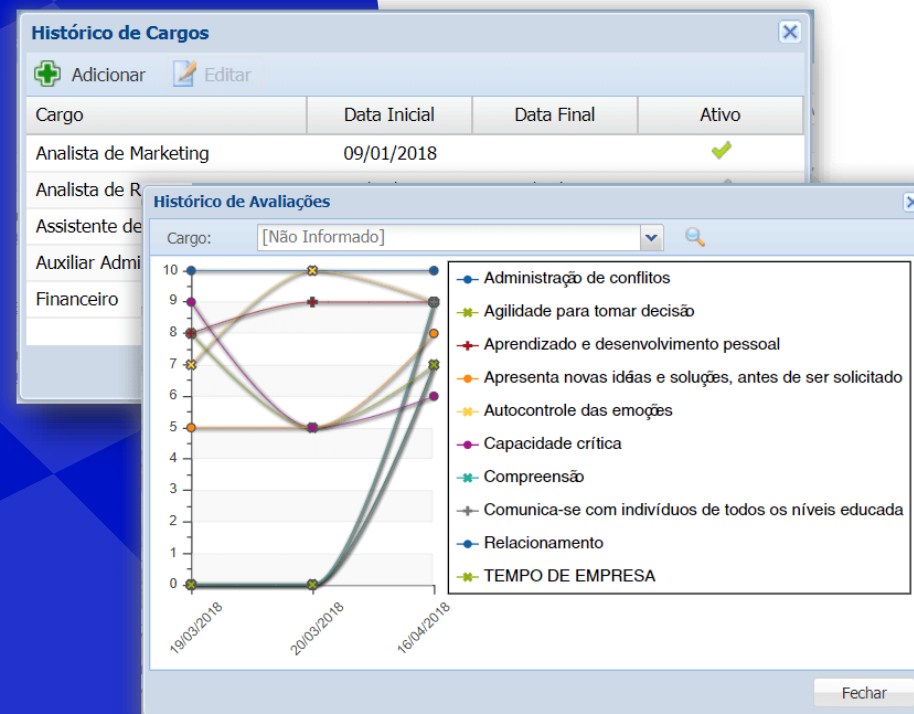 Histórico de Cargos
Adicionar Editar
Cargo Data Inicial Data Final Ativo
Analista de Marketing 09/01/2018
Analista de R
Assistente de
Auxiliar Admi
Financeiro
Histórico de Avaliações
Cargo: [Não Informado]
10
9
8
7
6
5
4
3
2
1
0
19/03/2018 20/03/2018 16/04/2018
Administração de conflitos
Agilidade para tomar decisão
Aprendizado e desenvolvimento pessoal
Apresenta novas idéias e soluções, antes de ser solicitado
Autocontrole das emoções
Capacidade crítica
Compreensão
Comunica-se com indivíduos de todos os níveis educada
Relacionamento
TEMPO DE EMPRESA
Fechar